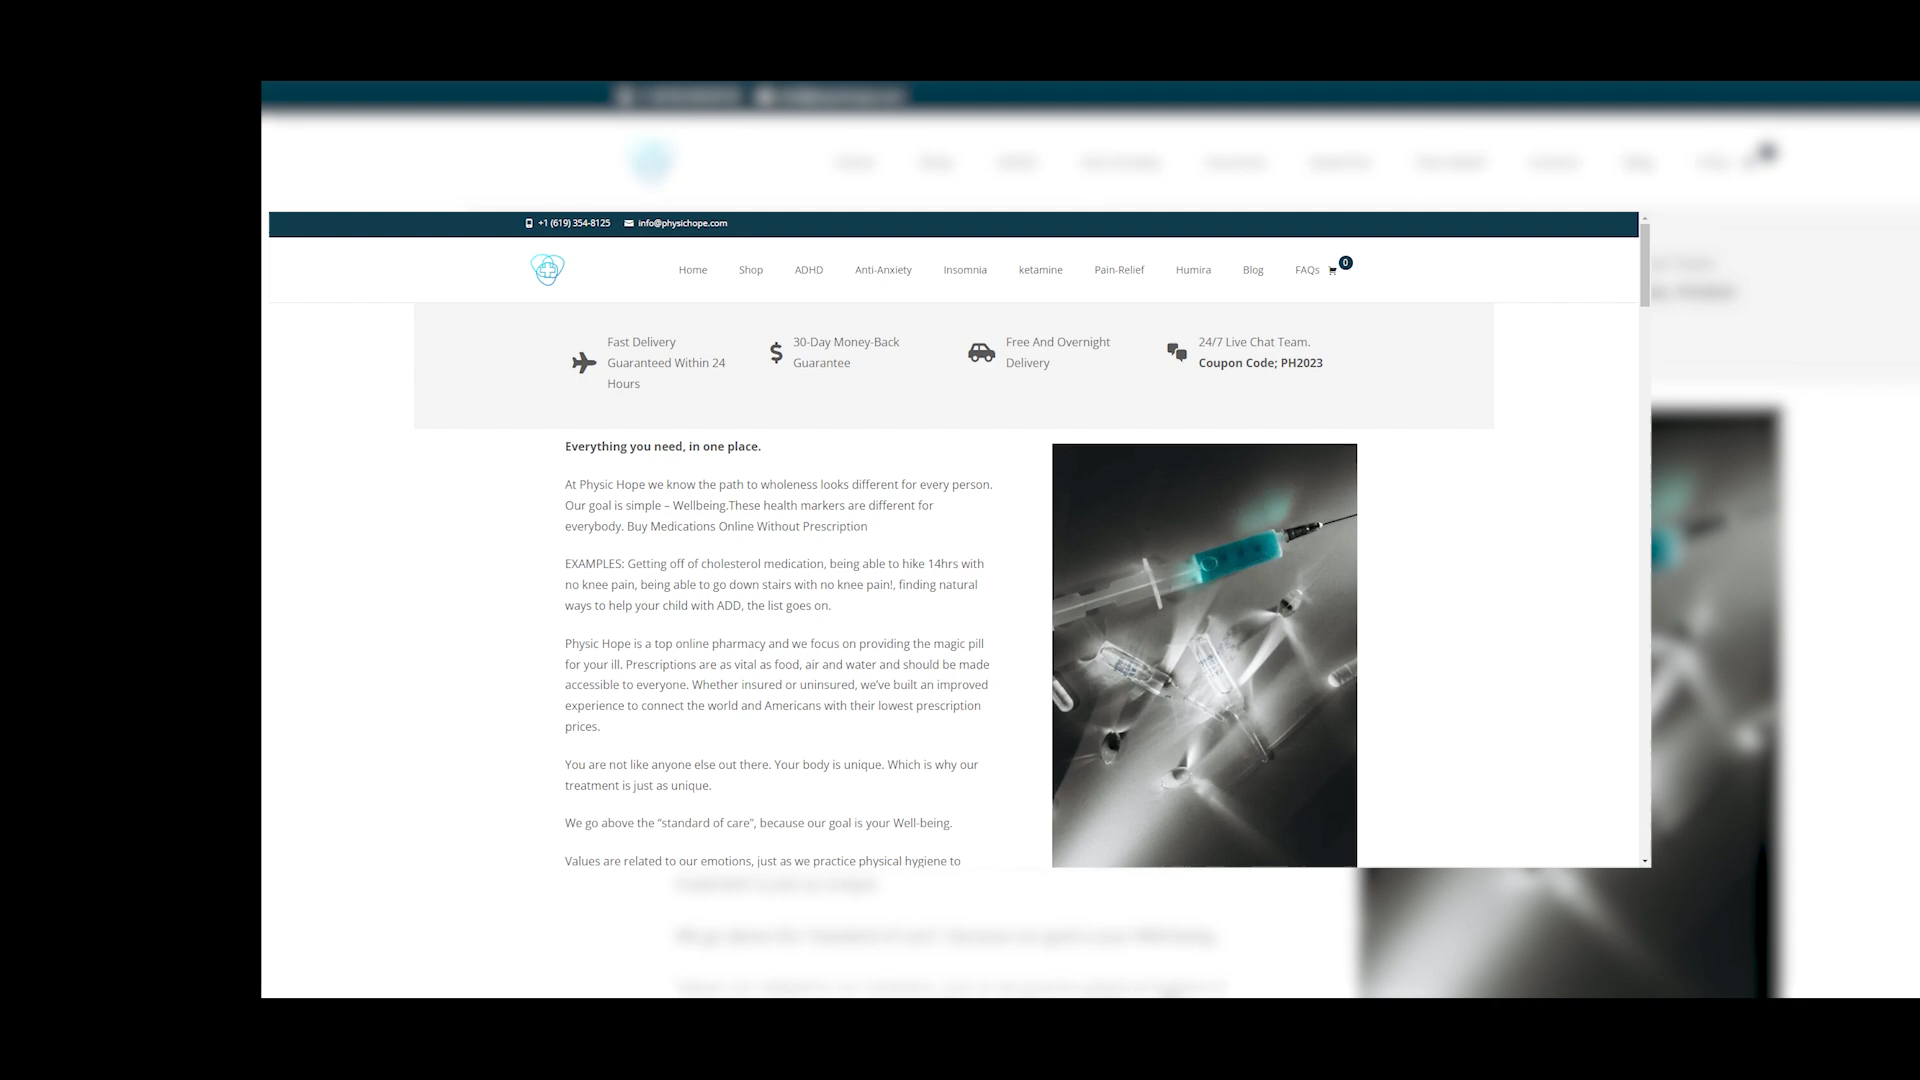 +1 (619) 354-8125 info@physichope.com
Home Shop ADHD Anti-Anxiety Insomnia ketamine Pain-Relief Humira Blog FAQs 0
Fast Delivery
Guaranteed Within 24
Hours
30-Day Money-Back
Guarantee
Free And Overnight
Delivery
24/7 Live Chat Team.
Coupon Code; PH2023
Everything you need, in one place.
At Physic Hope we know the path to wholeness looks different for every person.
Our goal is simple – Wellbeing.These health markers are different for
everybody. Buy Medications Online Without Prescription
EXAMPLES: Getting off of cholesterol medication, being able to hike 14hrs with
no knee pain, being able to go down stairs with no knee pain!, finding natural
ways to help your child with ADD, the list goes on.
Physic Hope is a top online pharmacy and we focus on providing the magic pill
for your ill. Prescriptions are as vital as food, air and water and should be made
accessible to everyone. Whether insured or uninsured, we’ve built an improved
experience to connect the world and Americans with their lowest prescription
prices.
You are not like anyone else out there. Your body is unique. Which is why our
treatment is just as unique.
We go above the “standard of care”, because our goal is your Well-being.
Values are related to our emotions, just as we practice physical hygiene to